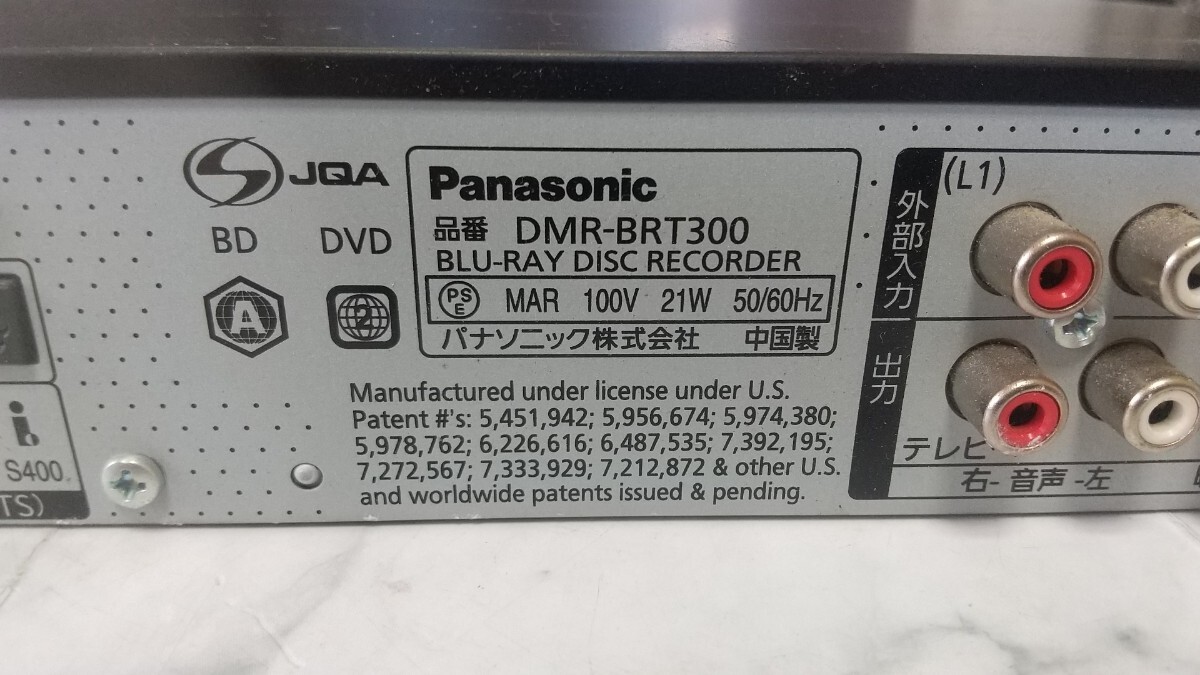 JQA
BD DVD
A 2
Panasonic
品番 DMR-BRT300
BLU-RAY DISC RECORDER
PSE MAR 100V 21W 50/60Hz
パナソニック株式会社 中国製
Manufactured under license under U.S.
Patent #'s: 5,451,942; 5,956,674; 5,974,380;
5,978,762; 6,226,616; 6,487,535; 7,392,195;
7,272,567; 7,333,929; 7,212,872 & other U.S.
and worldwide patents issued & pending.
i
S400
TS)
(L1)
外部入力
出力
テレビ
右- 音声 -左